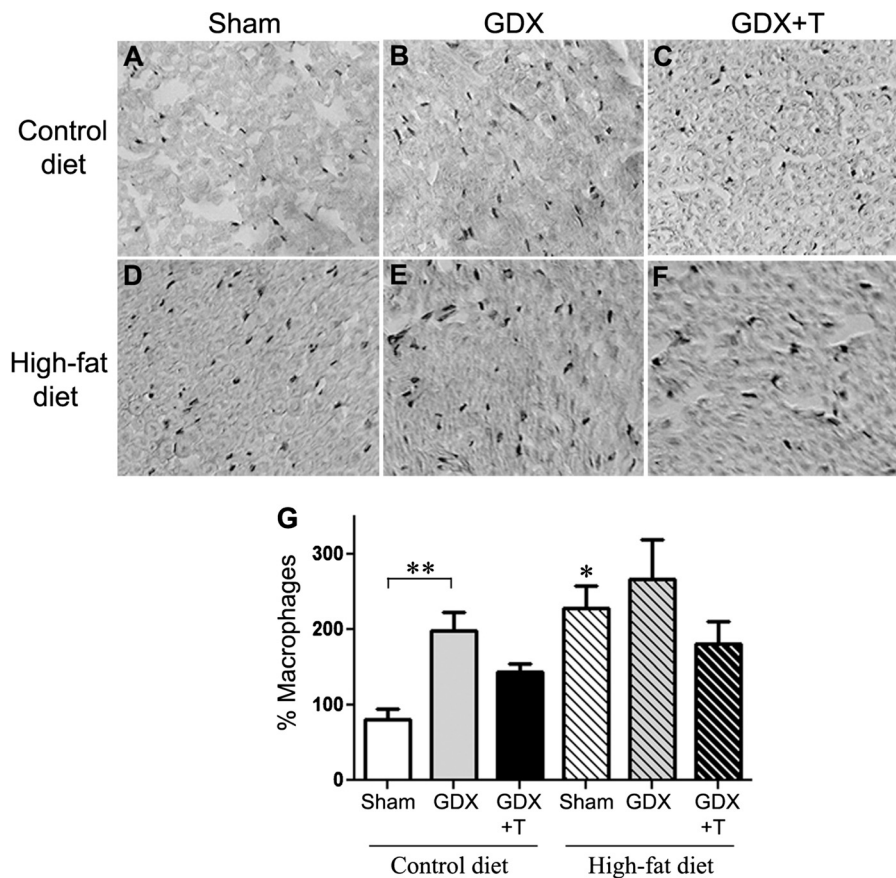 Sham GDX GDX+T
A B C
Control
diet
D E F
High-fat
diet
G
% Macrophages
300
200
100
0
**
*
Sham GDX GDX Sham GDX GDX
+T +T
Control diet High-fat diet